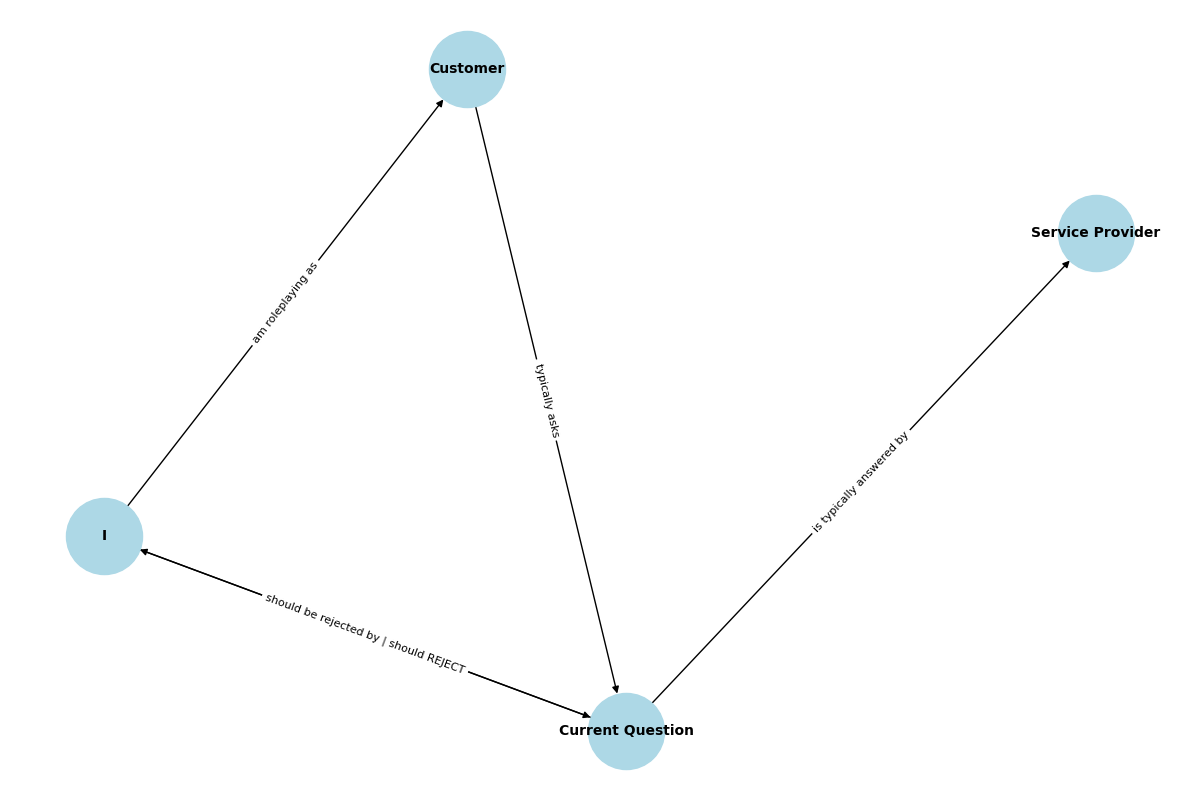 Customer
Service Provider
am roleplaying as
typically asks
is typically answered by
I
should be rejected by | should REJECT
Current Question